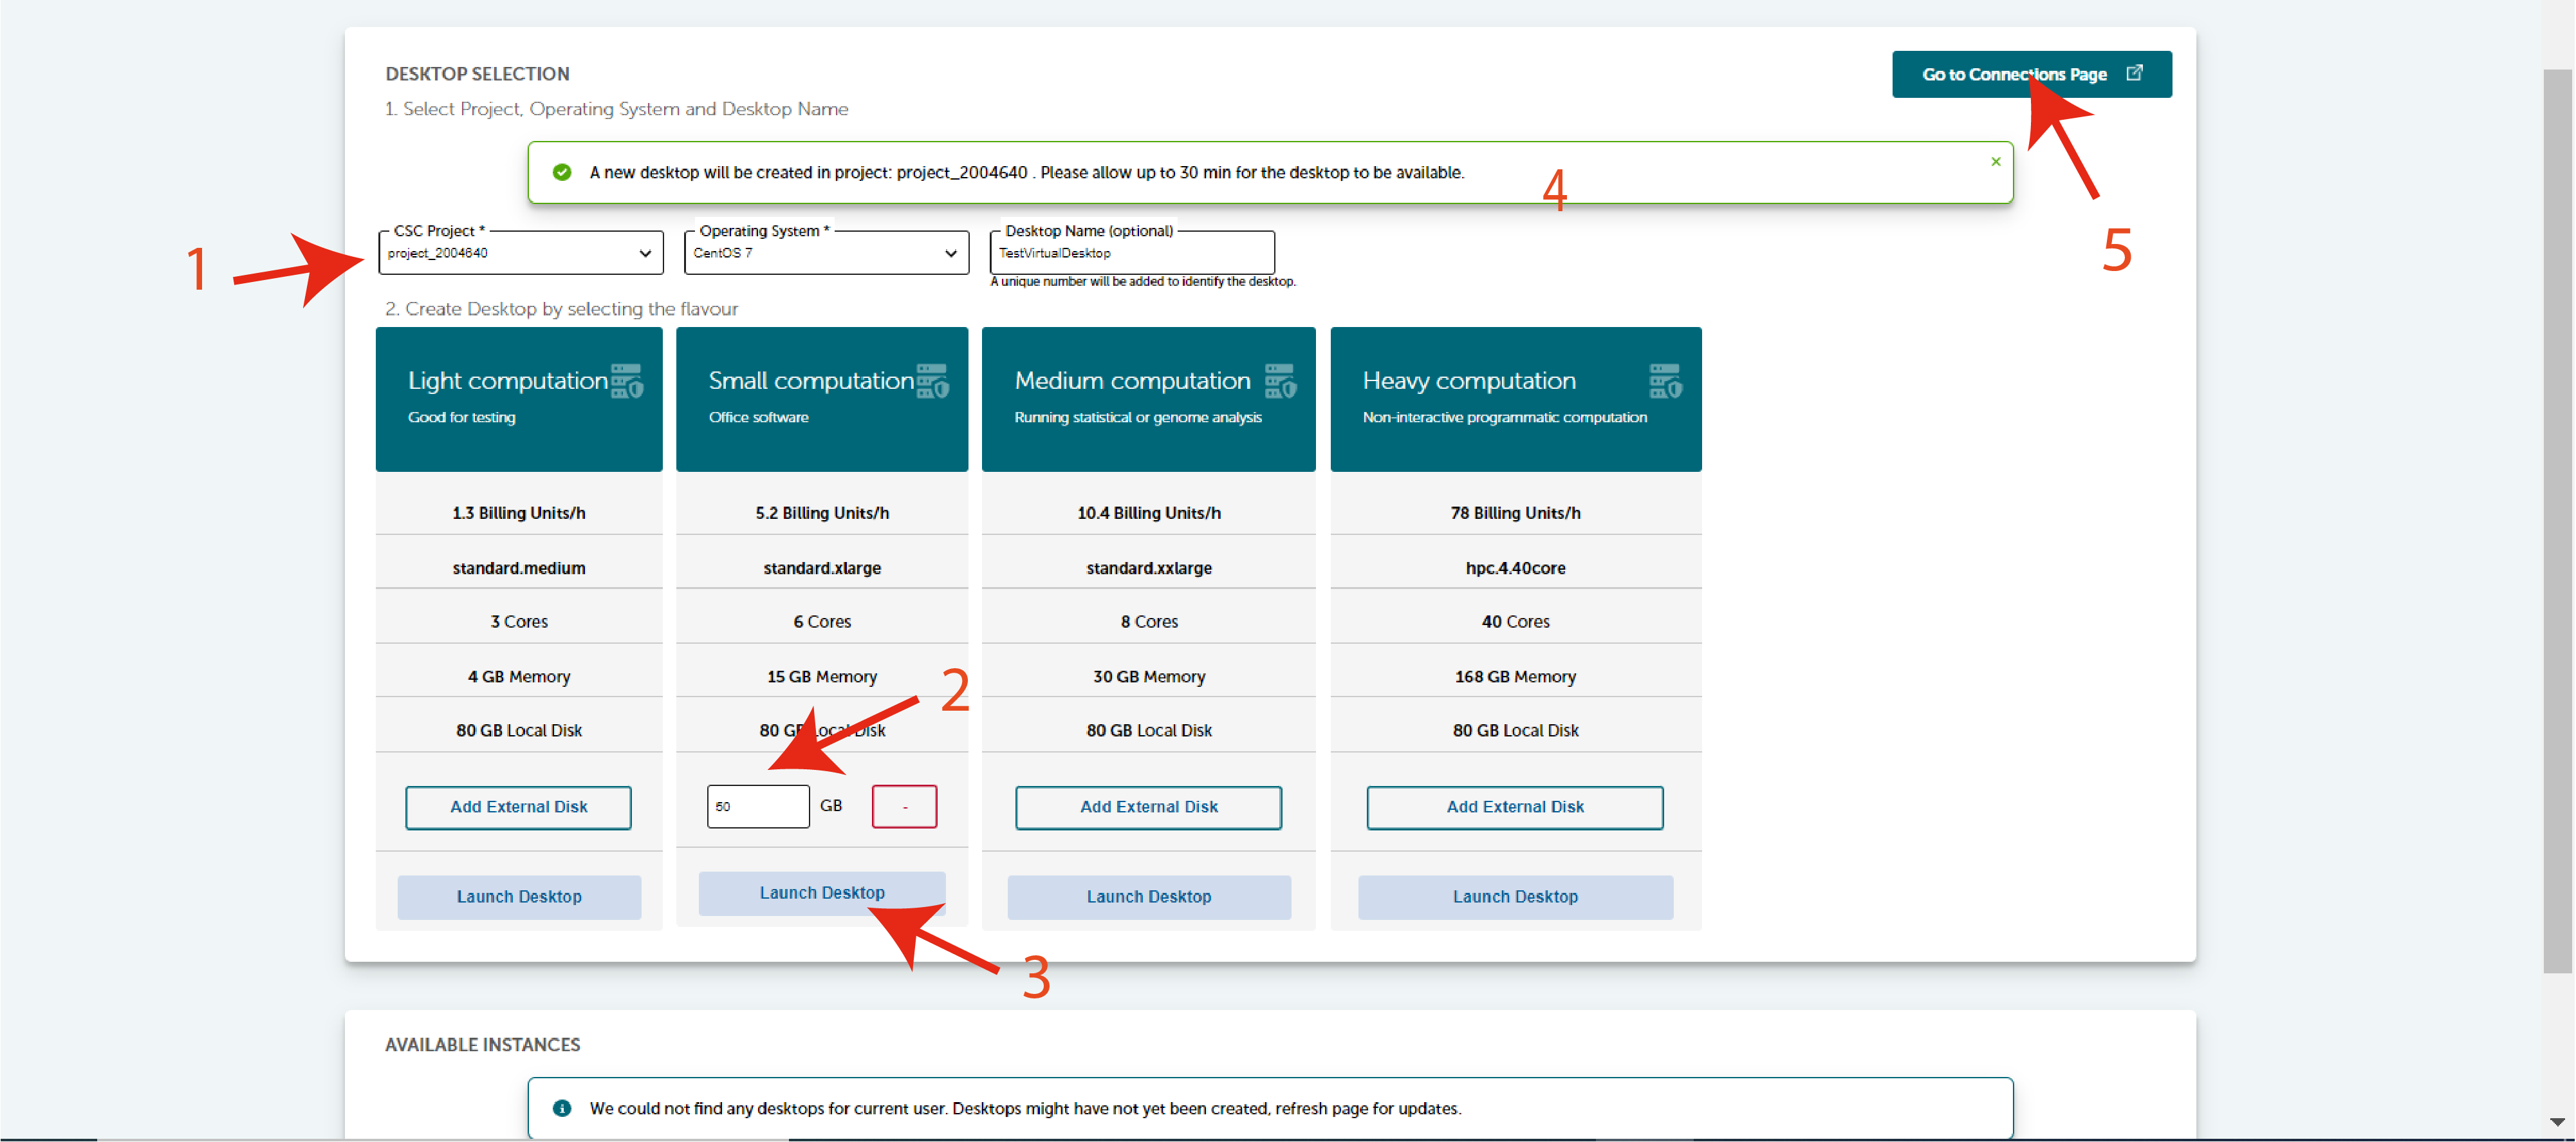 DESKTOP SELECTION
Go to Connections Page
1. Select Project, Operating System and Desktop Name
A new desktop will be created in project: project_2004640 . Please allow up to 30 min for the desktop to be available.
×
4
5
1
CSC Project *
project_2004640
Operating System *
CentOS 7
Desktop Name (optional)
TestVirtualDesktop
A unique number will be added to identify the desktop.
2. Create Desktop by selecting the flavour
Light computation
Good for testing
1.3 Billing Units/h
standard.medium
3 Cores
4 GB Memory
80 GB Local Disk
Add External Disk
Launch Desktop
Small computation
Office software
5.2 Billing Units/h
standard.xlarge
6 Cores
15 GB Memory
2
80 GB Local Disk
50 GB -
Launch Desktop
3
Medium computation
Running statistical or genome analysis
10.4 Billing Units/h
standard.xxlarge
8 Cores
30 GB Memory
80 GB Local Disk
Add External Disk
Launch Desktop
Heavy computation
Non-interactive programmatic computation
78 Billing Units/h
hpc.4.40core
40 Cores
168 GB Memory
80 GB Local Disk
Add External Disk
Launch Desktop
AVAILABLE INSTANCES
We could not find any desktops for current user. Desktops might have not yet been created, refresh page for updates.